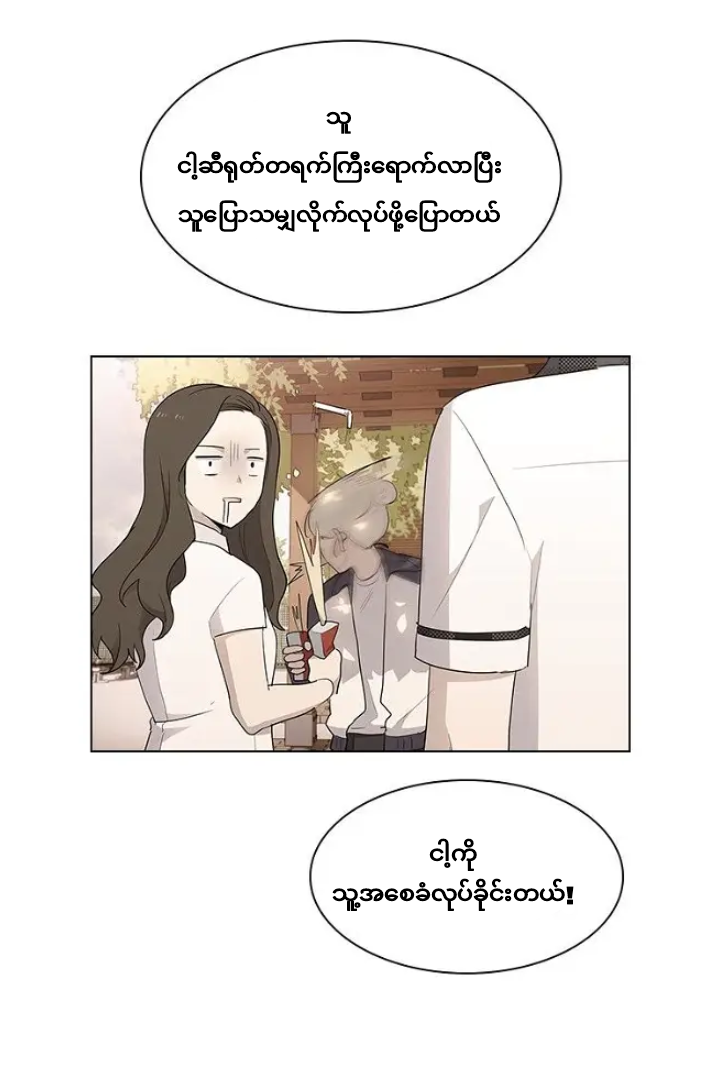 သူ
ငါ့ဆီရုတ်တရက်ကြီးရောက်လာပြီး
သူပြောသမျှလိုက်လုပ်ဖို့ပြောတယ်
ငါ့ကို
သူ့အစေခံလုပ်ခိုင်းတယ်!